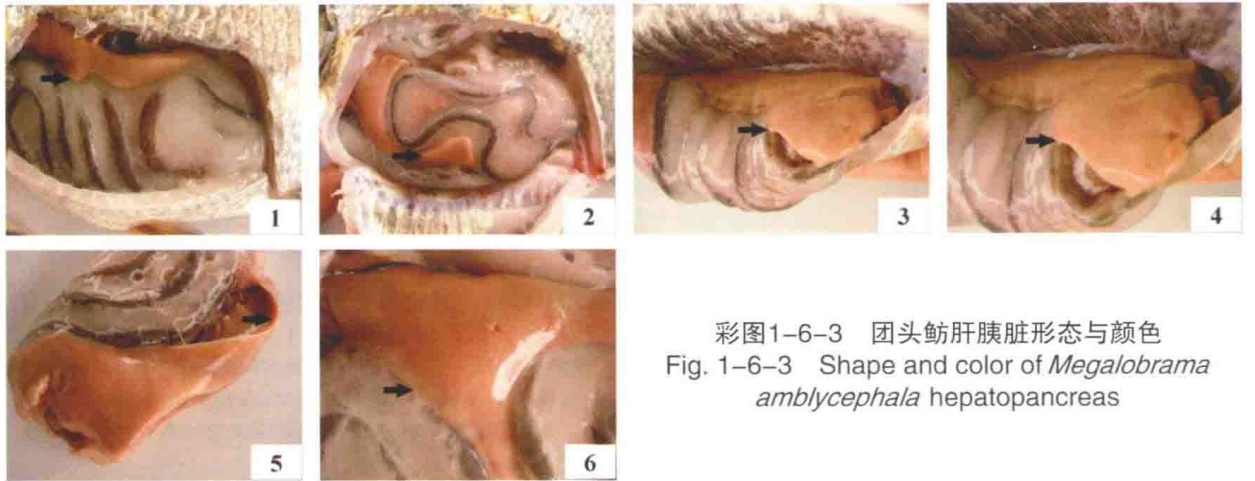 1
2
3
4
5
6
彩图1-6-3 团头鲂肝胰脏形态与颜色
Fig. 1-6-3 Shape and color of Megalobrama
amblycephala hepatopancreas